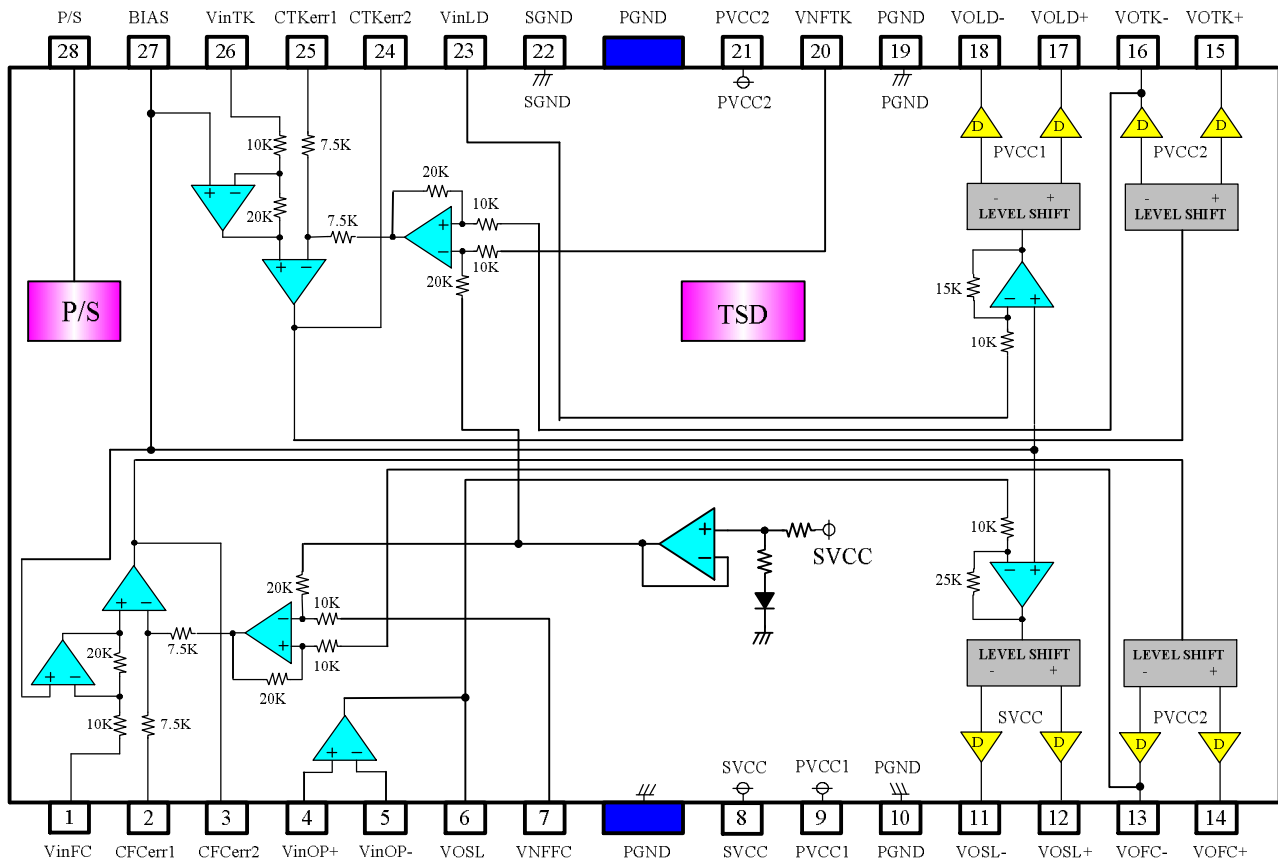 P/S BIAS VinTK CTKerr1 CTKerr2 VinLD SGND PGND PVCC2 VNFTK PGND VOLD- VOLD+ VOTK- VOTK+
28 27 26 25 24 23 22 21 20 19 18 17 16 15
SGND PVCC2 PGND
D D D D
10K 7.5K PVCC1 PVCC2
20K
+ - 20K 10K - + - +
7.5K + LEVEL SHIFT LEVEL SHIFT
+ - - 10K
20K
P/S TSD 15K - +
10K
+ SVCC 10K
- 25K - +
20K - 10K
+ - 7.5K + 10K LEVEL SHIFT LEVEL SHIFT
20K - + - +
+ - 20K
10K 7.5K SVCC PVCC2
+ - D D D D
SVCC PVCC1 PGND
1 2 3 4 5 6 7 8 9 10 11 12 13 14
VinFC CFCerr1 CFCerr2 VinOP+ VinOP- VOSL VNFFC PGND SVCC PVCC1 PGND VOSL- VOSL+ VOFC- VOFC+